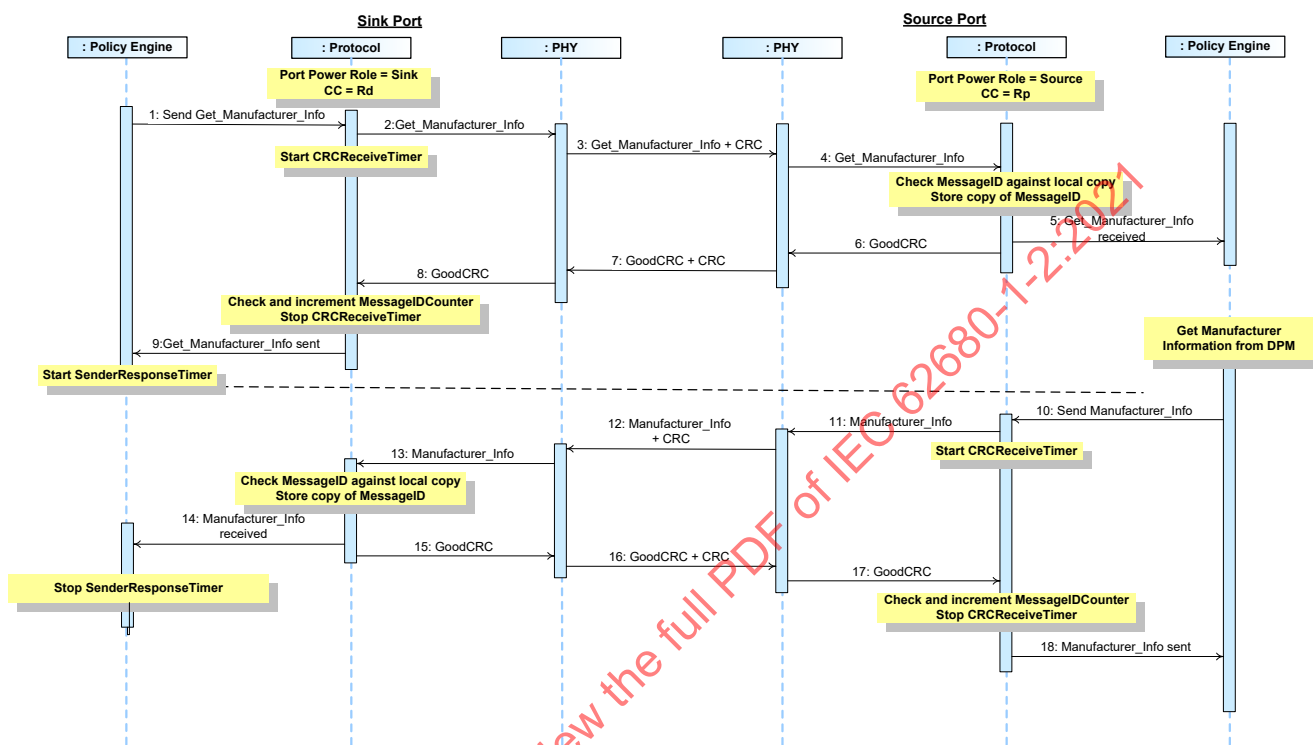 Sink Port
Source Port
: Policy Engine
: Protocol
: PHY
: PHY
: Protocol
: Policy Engine
Port Power Role = Sink
CC = Rd
Port Power Role = Source
CC = Rp
1: Send Get_Manufacturer_Info
2:Get_Manufacturer_Info
Start CRCReceiveTimer
3: Get_Manufacturer_Info + CRC
4: Get_Manufacturer_Info
Check MessageID against local copy
Store copy of MessageID
5: Get_Manufacturer_Info
received
6: GoodCRC
7: GoodCRC + CRC
8: GoodCRC
Check and increment MessageIDCounter
Stop CRCReceiveTimer
9:Get_Manufacturer_Info sent
Start SenderResponseTimer
Get Manufacturer
Information from DPM
10: Send Manufacturer_Info
11: Manufacturer_Info
Start CRCReceiveTimer
12: Manufacturer_Info
+ CRC
13: Manufacturer_Info
Check MessageID against local copy
Store copy of MessageID
14: Manufacturer_Info
received
15: GoodCRC
16: GoodCRC + CRC
17: GoodCRC
Stop SenderResponseTimer
Check and increment MessageIDCounter
Stop CRCReceiveTimer
18: Manufacturer_Info sent
view the full PDF of IEC 62680-1-2:2021